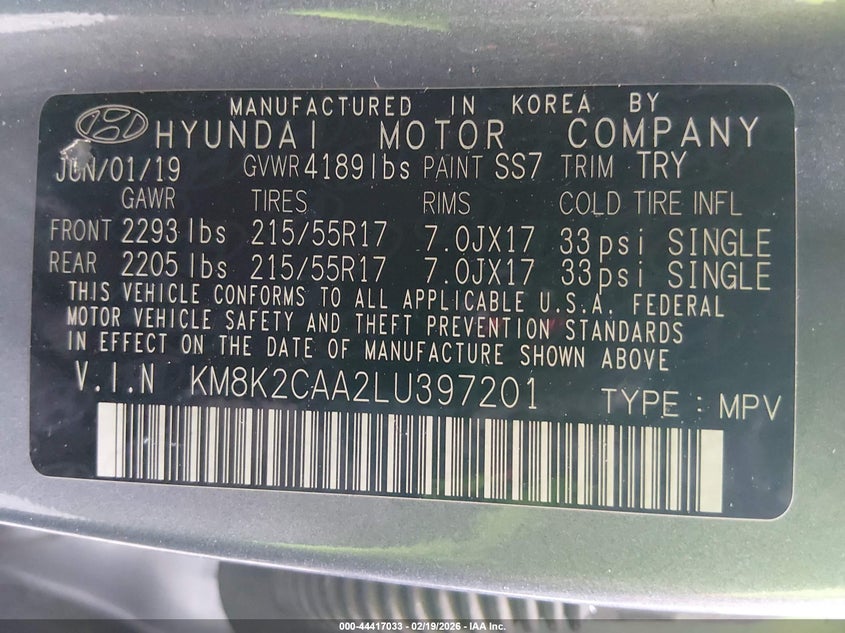 MANUFACTURED IN KOREA BY
HYUNDAI MOTOR COMPANY
JUN/01/19 GVWR 4189 lbs PAINT SS7 TRIM TRY
GAWR TIRES RIMS COLD TIRE INFL
FRONT 2293 lbs 215/55R17 7.0JX17 33psi SINGLE
REAR 2205 lbs 215/55R17 7.0JX17 33psi SINGLE
THIS VEHICLE CONFORMS TO ALL APPLICABLE U.S.A. FEDERAL
MOTOR VEHICLE SAFETY AND THEFT PREVENTION STANDARDS
IN EFFECT ON THE DATE OF MANUFACTURE SHOWN ABOVE
V.I.N KM8K2CAA2LU397201 TYPE : MPV
000-44417033 - 02/19/2026 - IAA Inc.